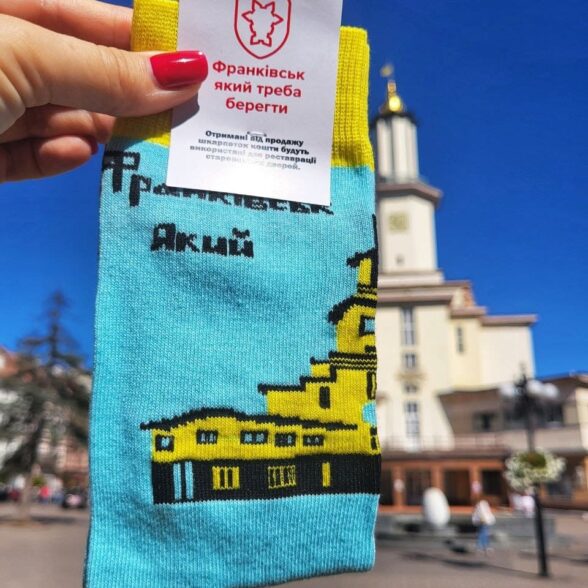 Франківськ
який треба
берегти
Отримані від продажу
шкарпеток кошти будуть
використані для реставрації
старовинних дверей.
Франківськ
Який